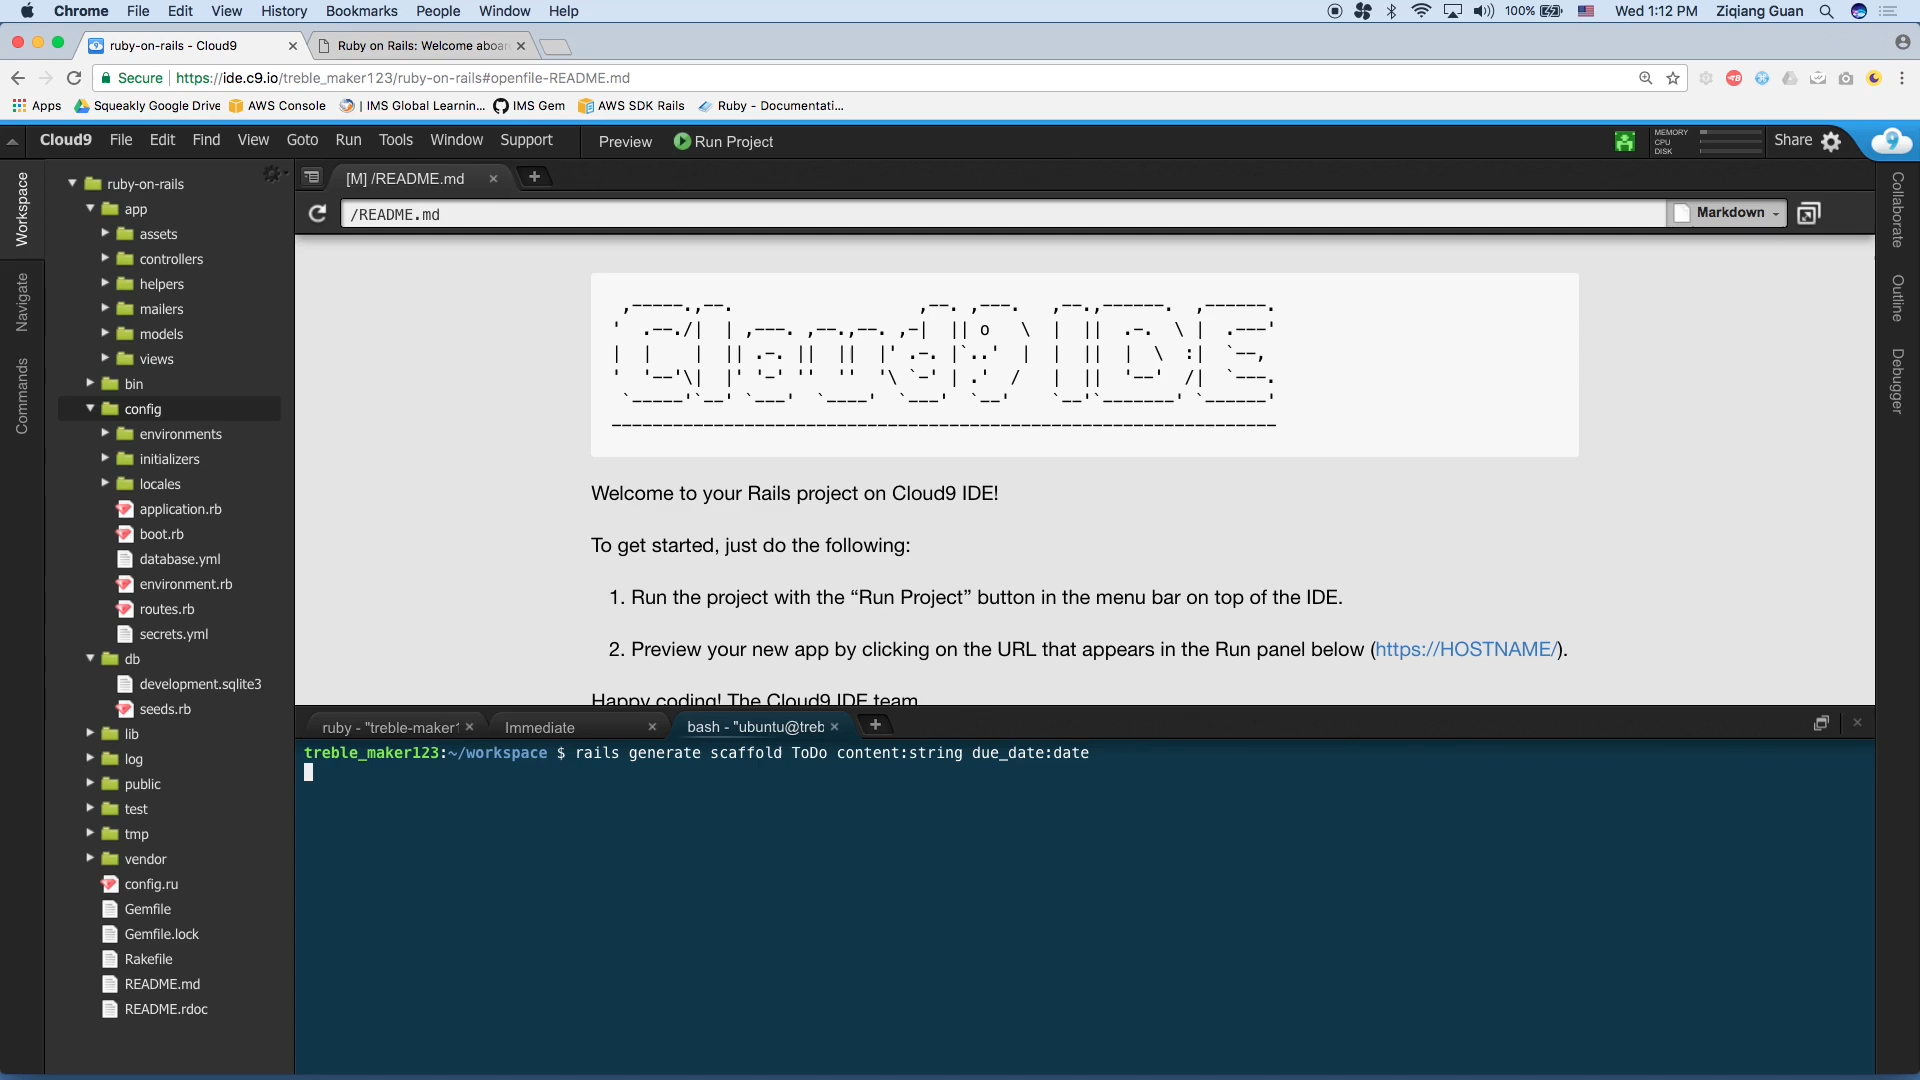 Chrome File Edit View History Bookmarks People Window Help 100% Wed 1:12 PM Ziqiang Guan
ruby-on-rails - Cloud9 Ruby on Rails: Welcome aboar
Secure https://ide.c9.io/treble_maker123/ruby-on-rails#openfile-README.md
Apps Squeakly Google Drive AWS Console | IMS Global Learnin... IMS Gem AWS SDK Rails Ruby - Documentati...
Cloud9 File Edit Find View Goto Run Tools Window Support Preview Run Project MEMORY CPU DISK Share
Workspace
Navigate
Commands
ruby-on-rails
app
assets
controllers
helpers
mailers
models
views
bin
config
environments
initializers
locales
application.rb
boot.rb
database.yml
environment.rb
routes.rb
secrets.yml
db
development.sqlite3
seeds.rb
lib
log
public
test
tmp
vendor
config.ru
Gemfile
Gemfile.lock
Rakefile
README.md
README.rdoc
[M] /README.md
/README.md Markdown
Cloud9 IDE
Welcome to your Rails project on Cloud9 IDE!
To get started, just do the following:
1. Run the project with the “Run Project” button in the menu bar on top of the IDE.
2. Preview your new app by clicking on the URL that appears in the Run panel below (https://HOSTNAME/).
Happy coding! The Cloud9 IDE team
ruby - "treble-maker1 Immediate bash - "ubuntu@treb
treble_maker123:~/workspace $ rails generate scaffold ToDo content:string due_date:date
Collaborate
Outline
Debugger